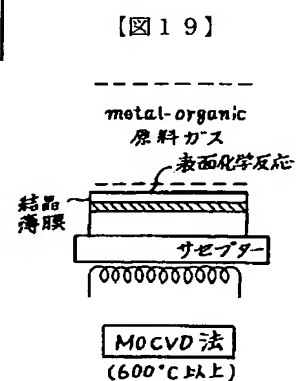 【図19】
metal-organic
原料ガス
表面化学反応
結晶
薄膜
サセプター
MOCVD法
(600°C以上)